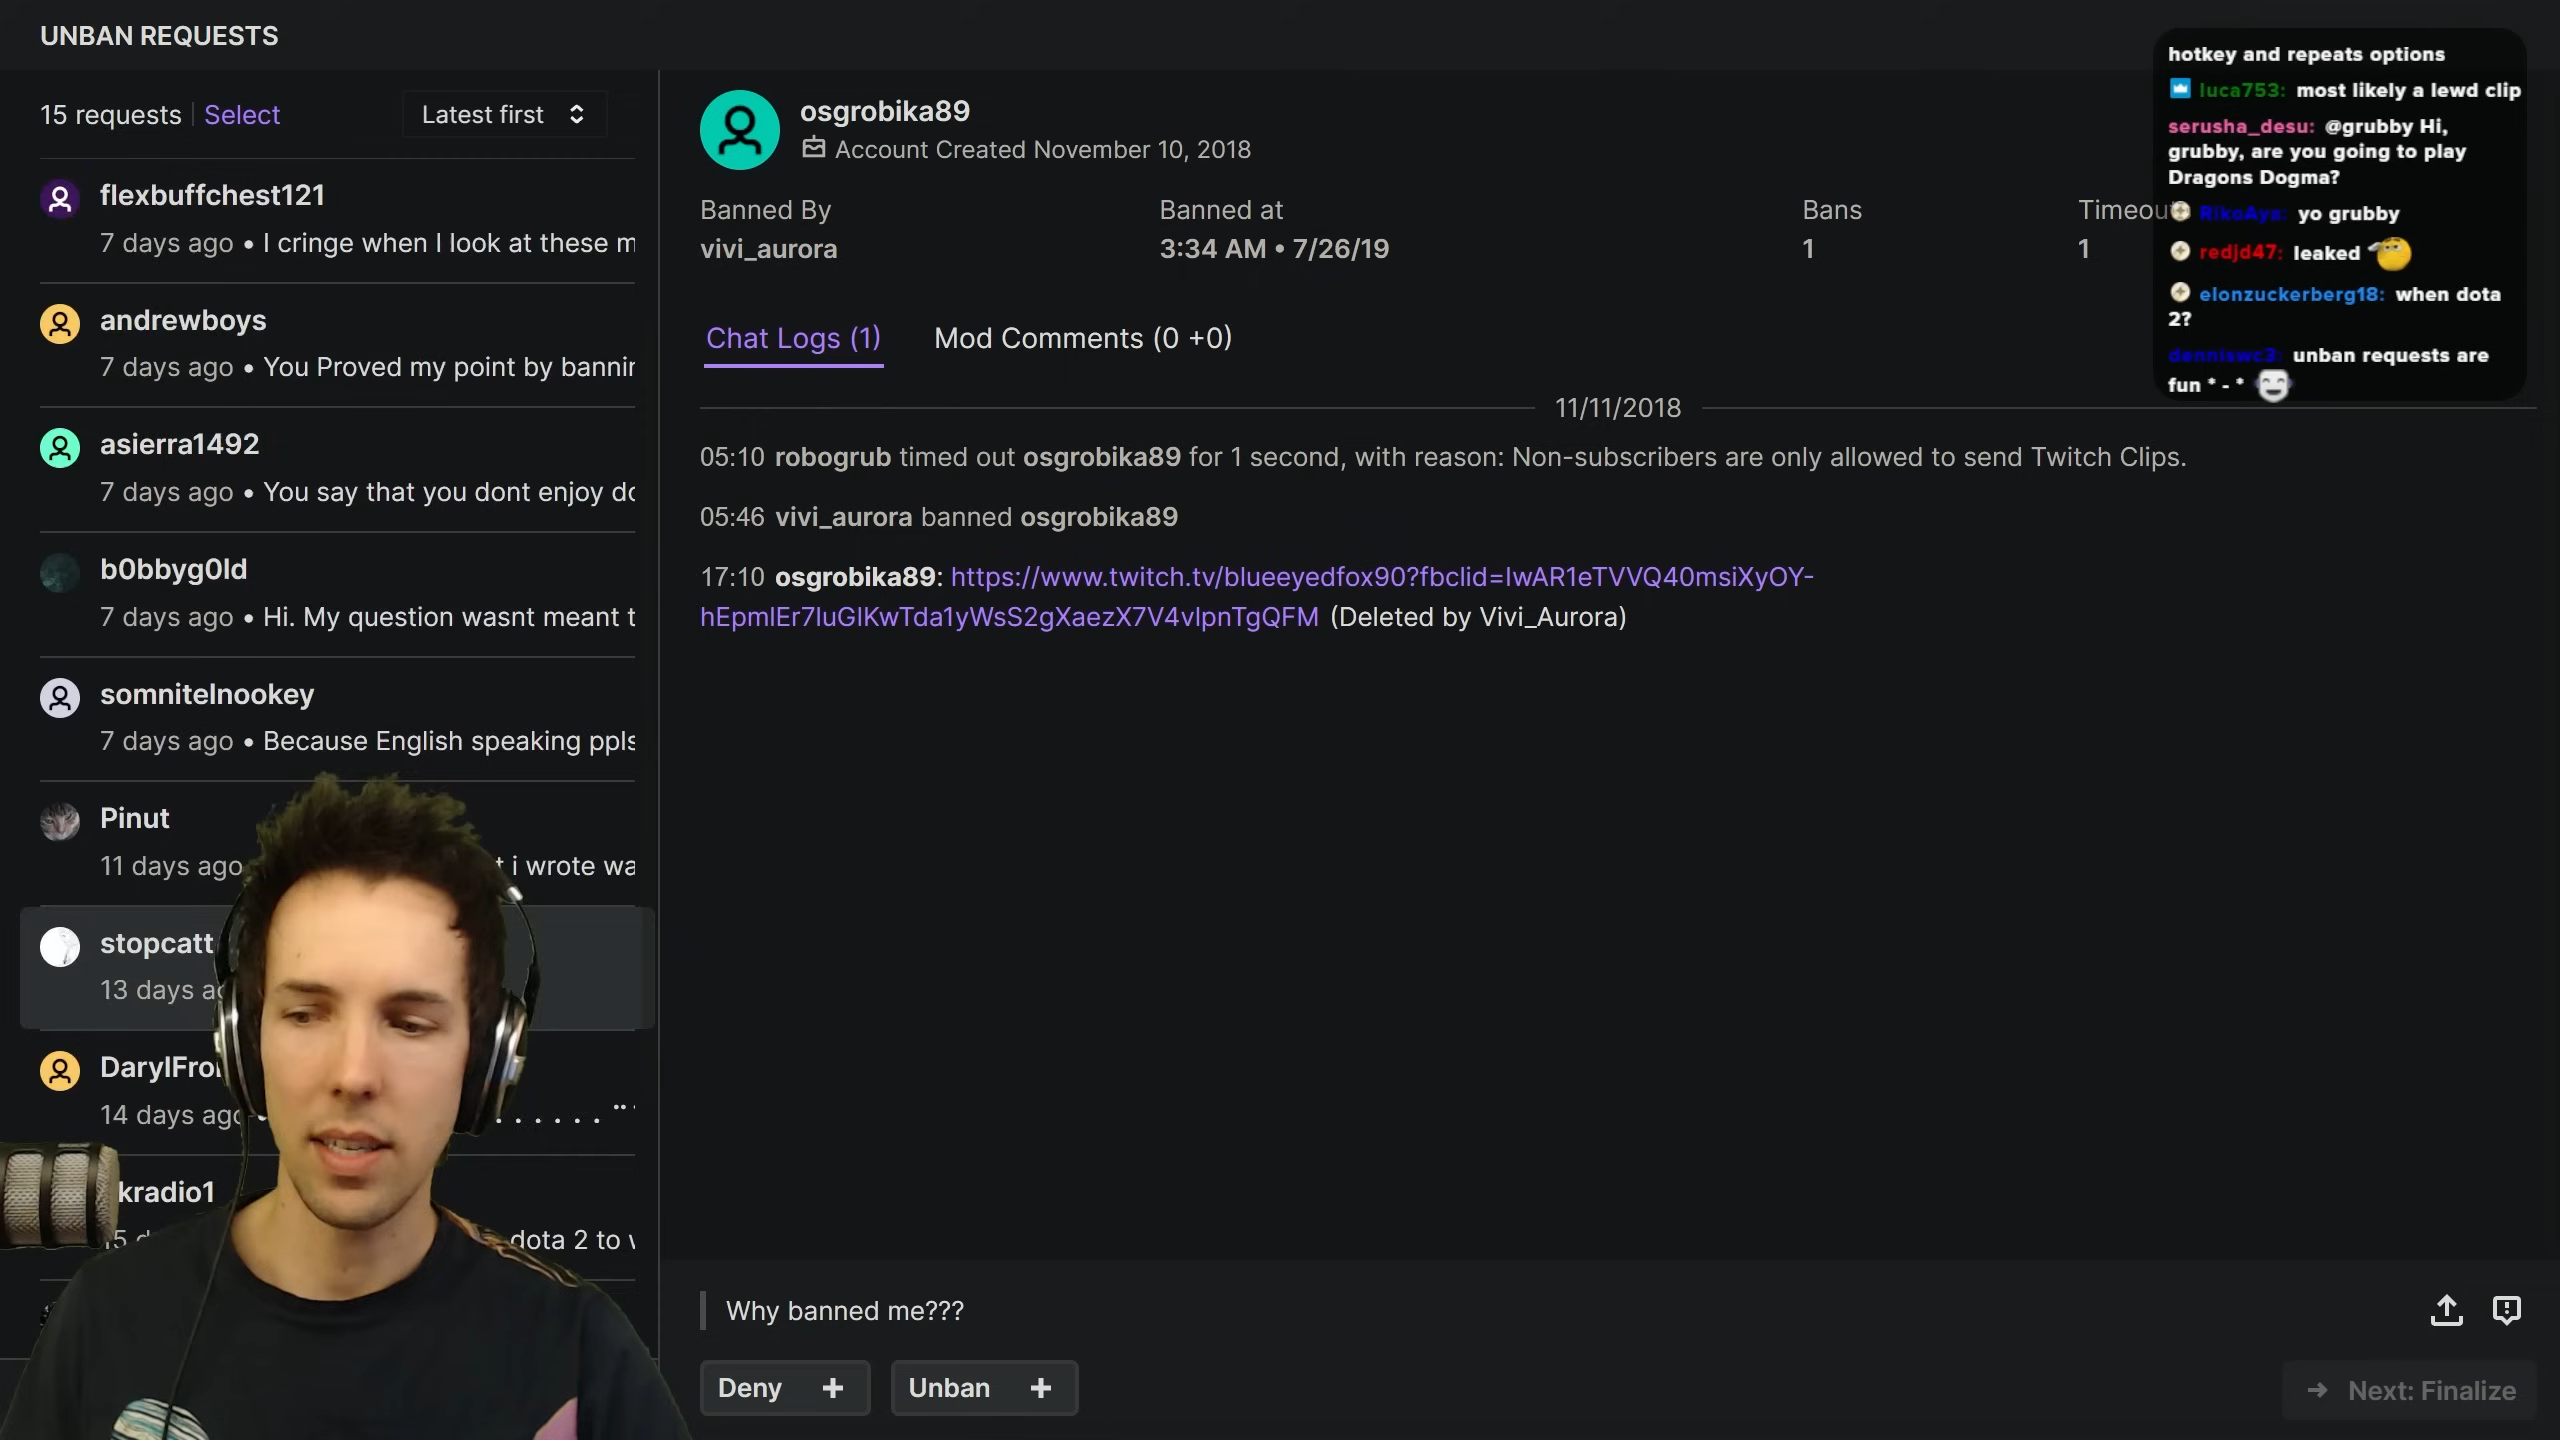 UNBAN REQUESTS
15 requests Select Latest first
flexbuffchest121
7 days ago • I cringe when I look at these m
andrewboys
7 days ago • You Proved my point by bannin
asierra1492
7 days ago • You say that you dont enjoy do
b0bbyg0ld
7 days ago • Hi. My question wasnt meant t
somnitelnookey
7 days ago • Because English speaking ppls
Pinut
11 days ago i wrote wa
stopcatt
13 days
DarylFro
14 days ago
kradio1
dota 2 to
osgrobika89
Account Created November 10, 2018
Banned By
vivi_aurora
Banned at
3:34 AM • 7/26/19
Bans
1
Timeou
1
Chat Logs (1) Mod Comments (0 +0)
11/11/2018
05:10 robogrub timed out osgrobika89 for 1 second, with reason: Non-subscribers are only allowed to send Twitch Clips.
05:46 vivi_aurora banned osgrobika89
17:10 osgrobika89: https://www.twitch.tv/blueeyedfox90?fbclid=IwAR1eTVVQ40msiXyOY-
hEpmlEr7luGlKwTda1yWsS2gXaezX7V4vlpnTgQFM (Deleted by Vivi_Aurora)
Why banned me???
Deny + Unban +
Next: Finalize
hotkey and repeats options
luca753: most likely a lewd clip
serusha_desu: @grubby Hi,
grubby, are you going to play
Dragons Dogma?
RikoAya: yo grubby
redjd47: leaked
elonzuckerberg18: when dota
2?
denniswc3: unban requests are
fun * - *